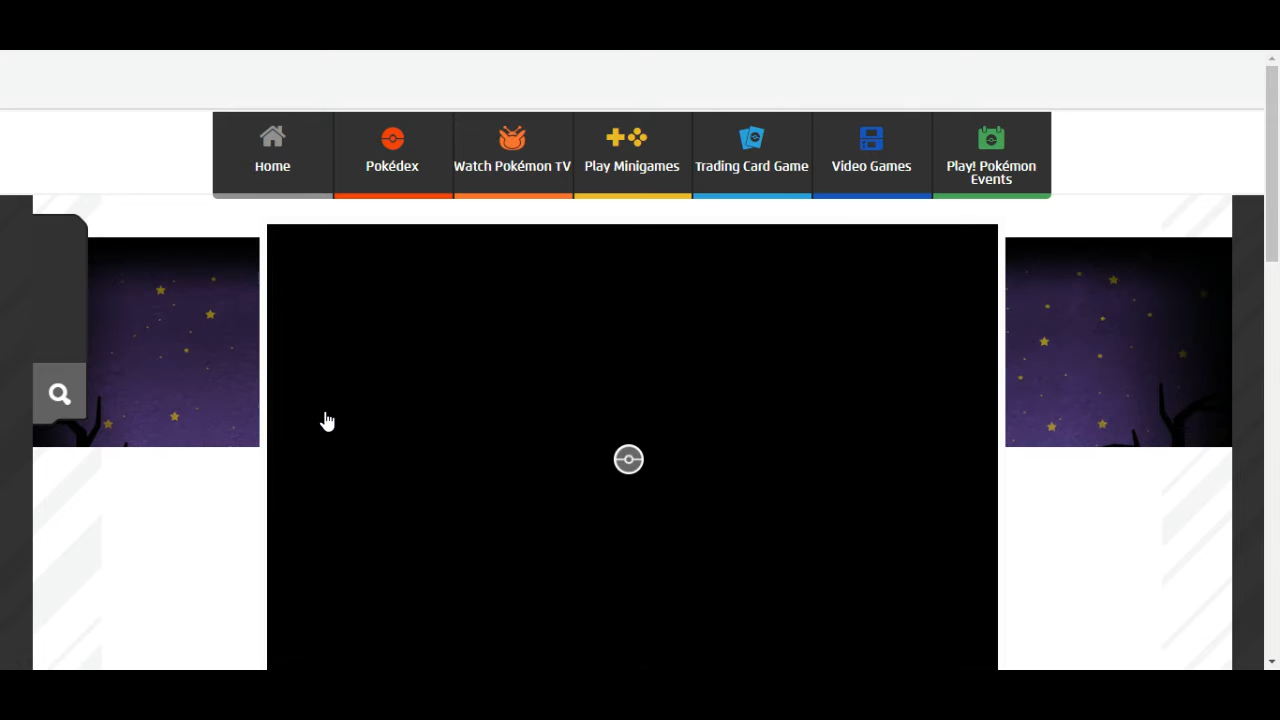 Home
Pokédex
Watch Pokémon TV
Play Minigames
Trading Card Game
Video Games
Play! Pokémon
Events